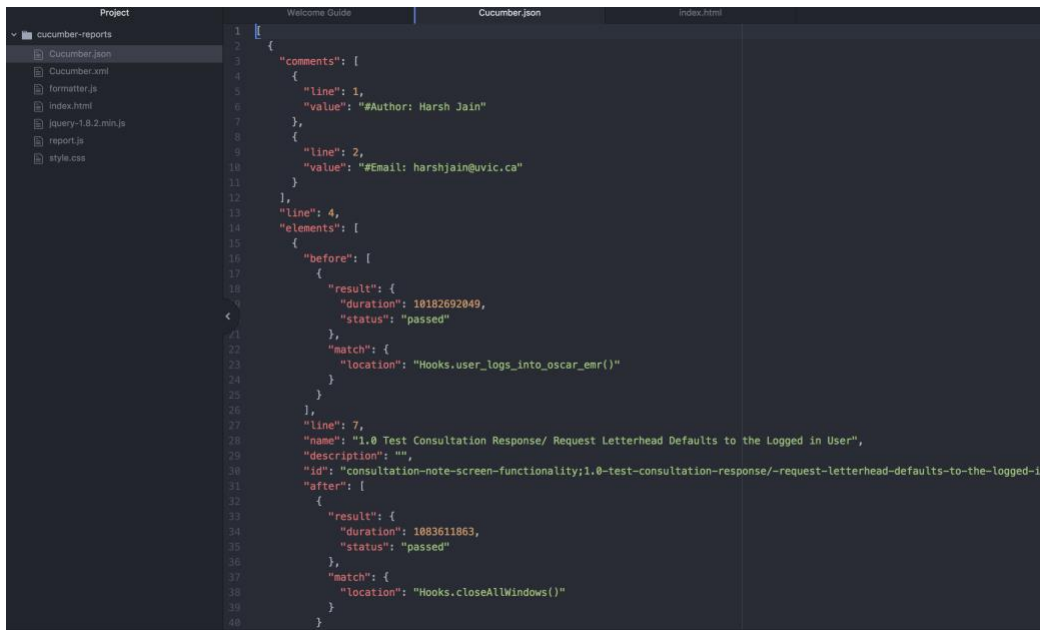 Project
cucumber-reports
Cucumber.json
Cucumber.xml
formatter.js
index.html
jquery-1.8.2.min.js
report.js
style.css
Welcome Guide
Cucumber.json
index.html
1 [
2 {
3 "comments": [
4 {
5 "line": 1,
6 "value": "#Author: Harsh Jain"
7 },
8 {
9 "line": 2,
10 "value": "#Email: harshjain@uvic.ca"
11 }
12 ],
13 "line": 4,
14 "elements": [
15 {
16 "before": [
17 {
18 "result": {
"duration": 10182692049,
"status": "passed"
},
22 "match": {
23 "location": "Hooks.user_logs_into_oscar_emr()"
24 }
25 }
26 ],
27 "line": 7,
28 "name": "1.0 Test Consultation Response/ Request Letterhead Defaults to the Logged in User",
29 "description": "",
30 "id": "consultation-note-screen-functionality;1.0-test-consultation-response/-request-letterhead-defaults-to-the-logged-i
31 "after": [
32 {
33 "result": {
34 "duration": 1083611863,
35 "status": "passed"
36 },
37 "match": {
38 "location": "Hooks.closeAllWindows()"
39 }
40 }